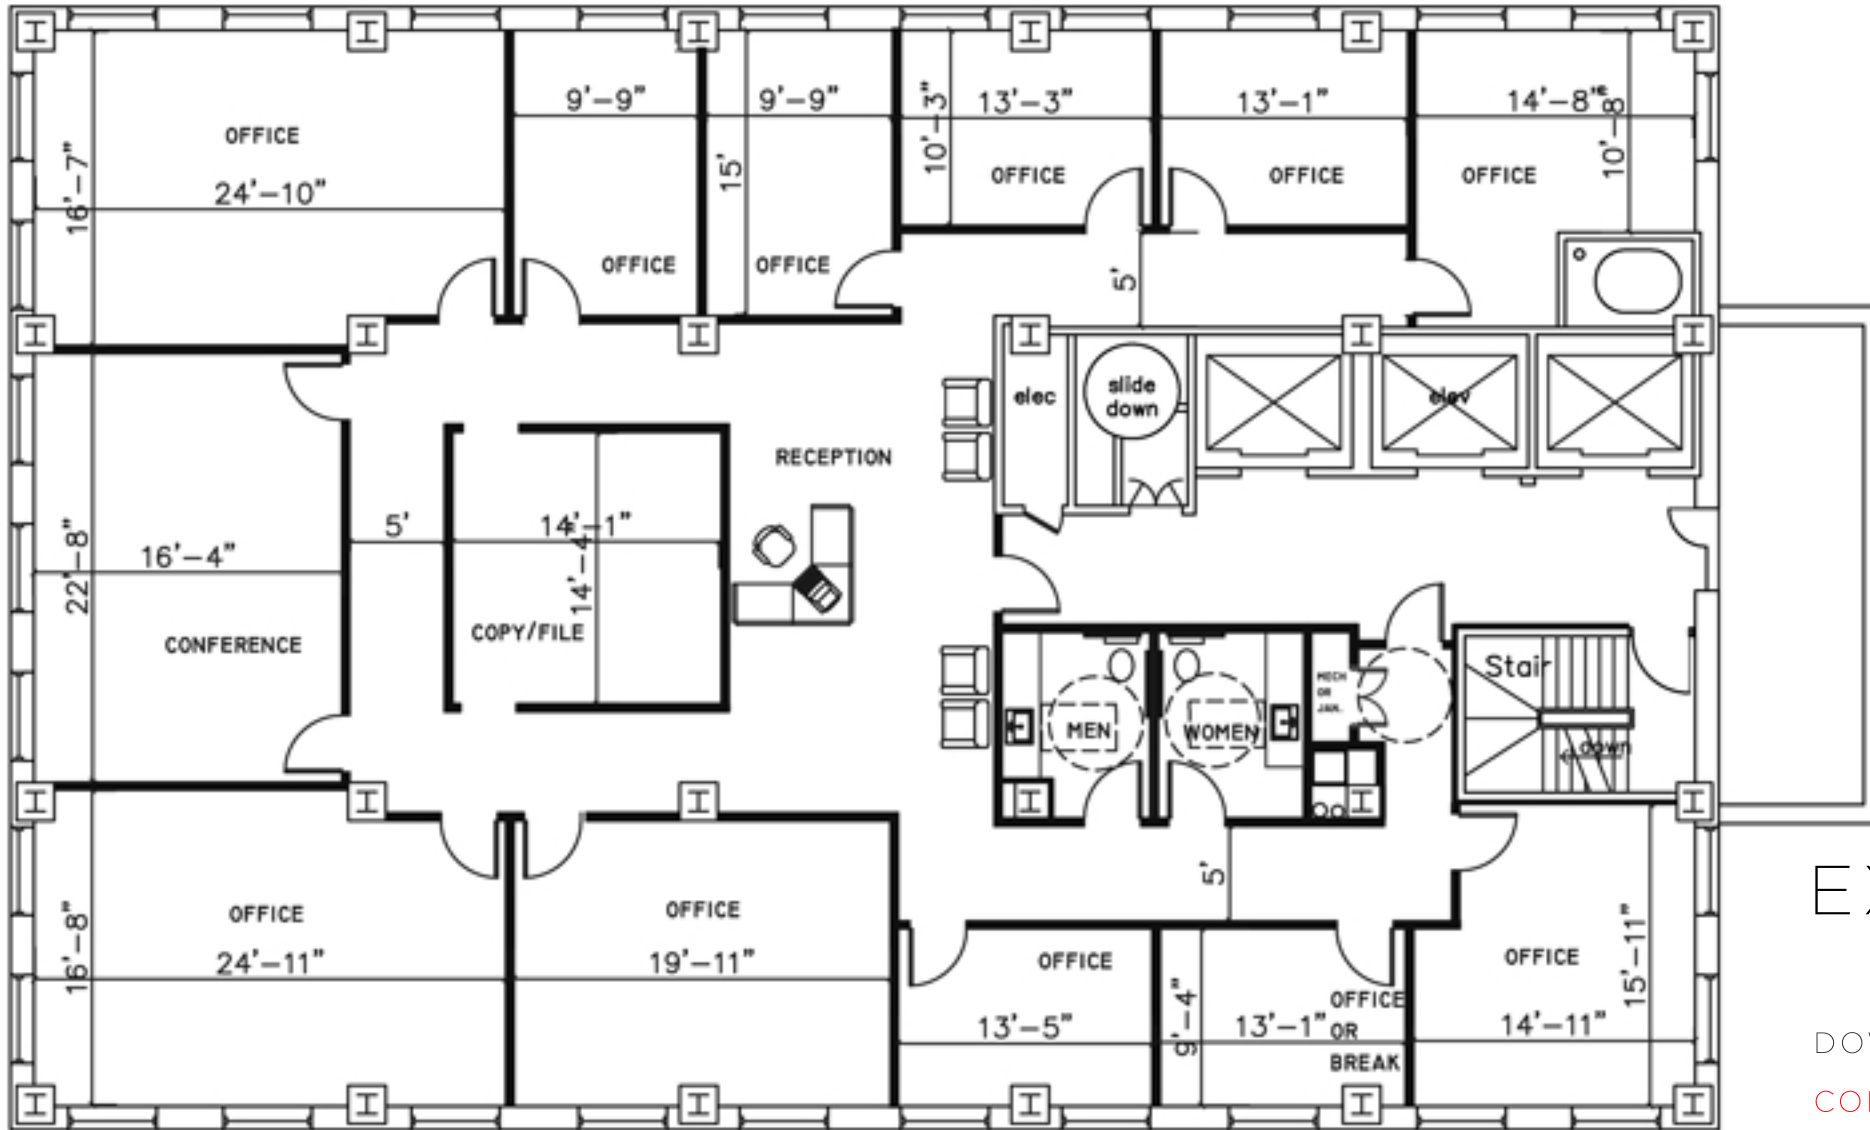 9'-9"
9'-9"
13'-3"
13'-1"
14'-8"
OFFICE
16'-7"
24'-10"
15'
10'-3"
10'-8"
OFFICE
OFFICE
OFFICE
OFFICE
OFFICE
5'
elec
slide
down
elev
RECEPTION
5'
14'-1"
14'-4"
22'-8"
16'-4"
COPY/FILE
CONFERENCE
MEN
WOMEN
MECH
OR
JAN.
Stair
down
5'
OFFICE
24'-11"
16'-8"
OFFICE
19'-11"
OFFICE
13'-5"
9'-4"
13'-1"
OFFICE
OR
BREAK
OFFICE
15'-11"
14'-11"